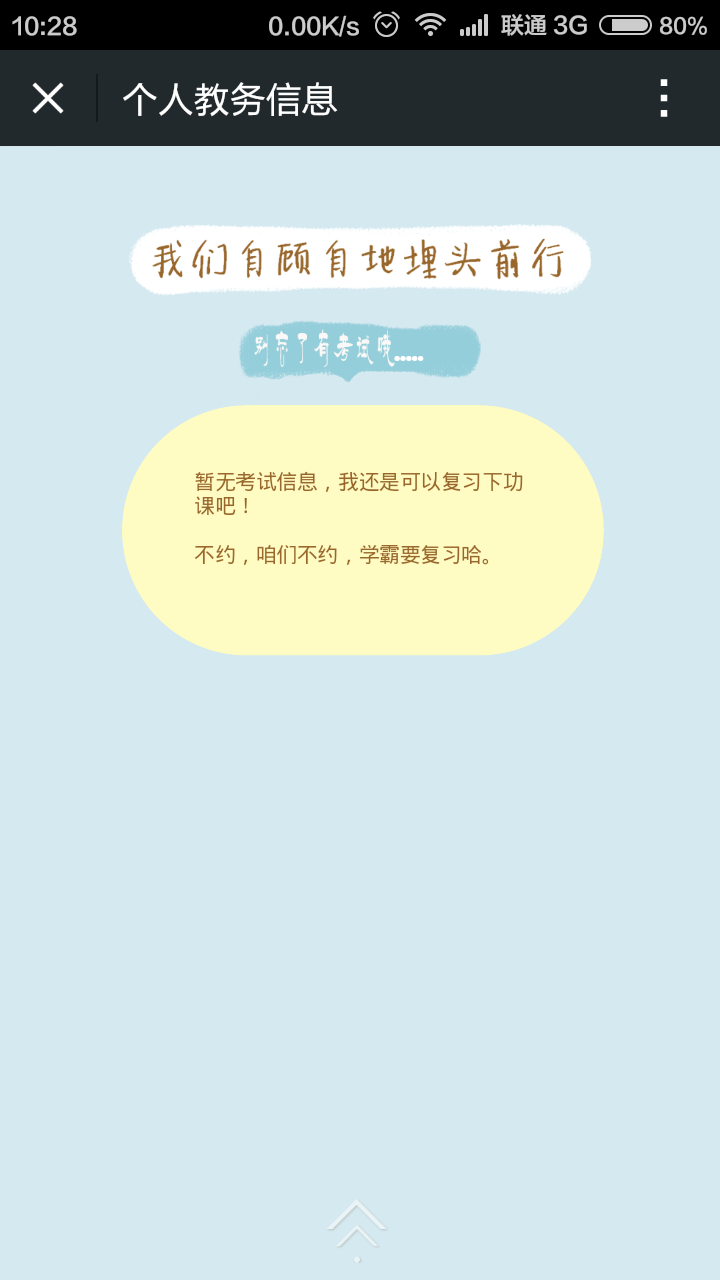 10:28 0.00K/s 联通 3G 80%
个人教务信息
我们自顾自地埋头前行
别忘了有考试哦.....
暂无考试信息，我还是可以复习下功
课吧！
不约，咱们不约，学霸要复习哈。